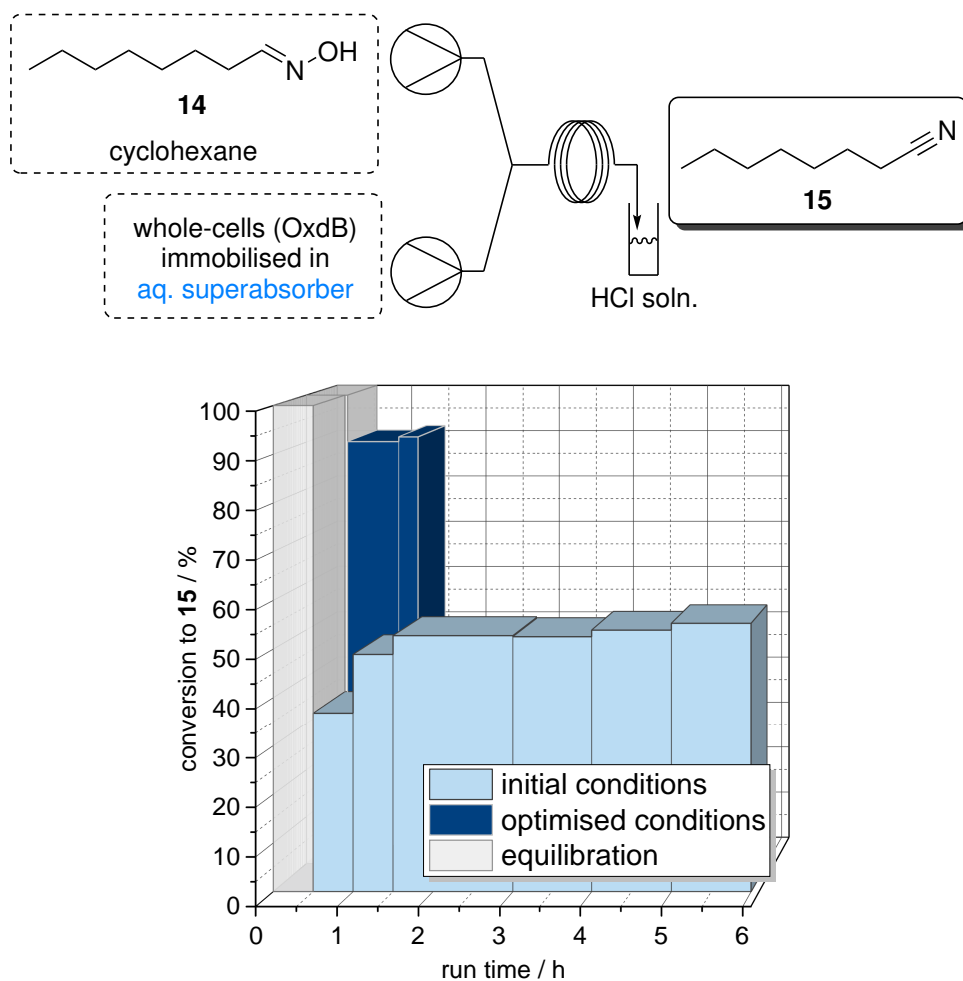 OH
N
14
cyclohexane
whole-cells (OxdB)
immobilised in
aq. superabsorber
N
15
HCl soln.
conversion to 15 / %
100
90
80
70
60
50
40
30
20
10
0
initial conditions
optimised conditions
equilibration
0 1 2 3 4 5 6
run time / h